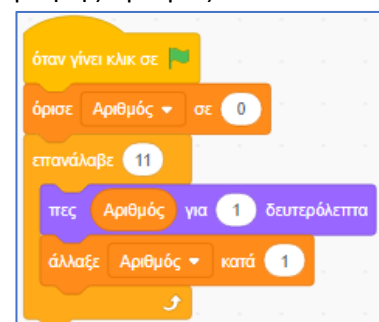 όταν γίνει κλικ σε
όρισε Αριθμός σε 0
επανάλαβε 11
πες Αριθμός για 1 δευτερόλεπτα
άλλαξε Αριθμός κατά 1